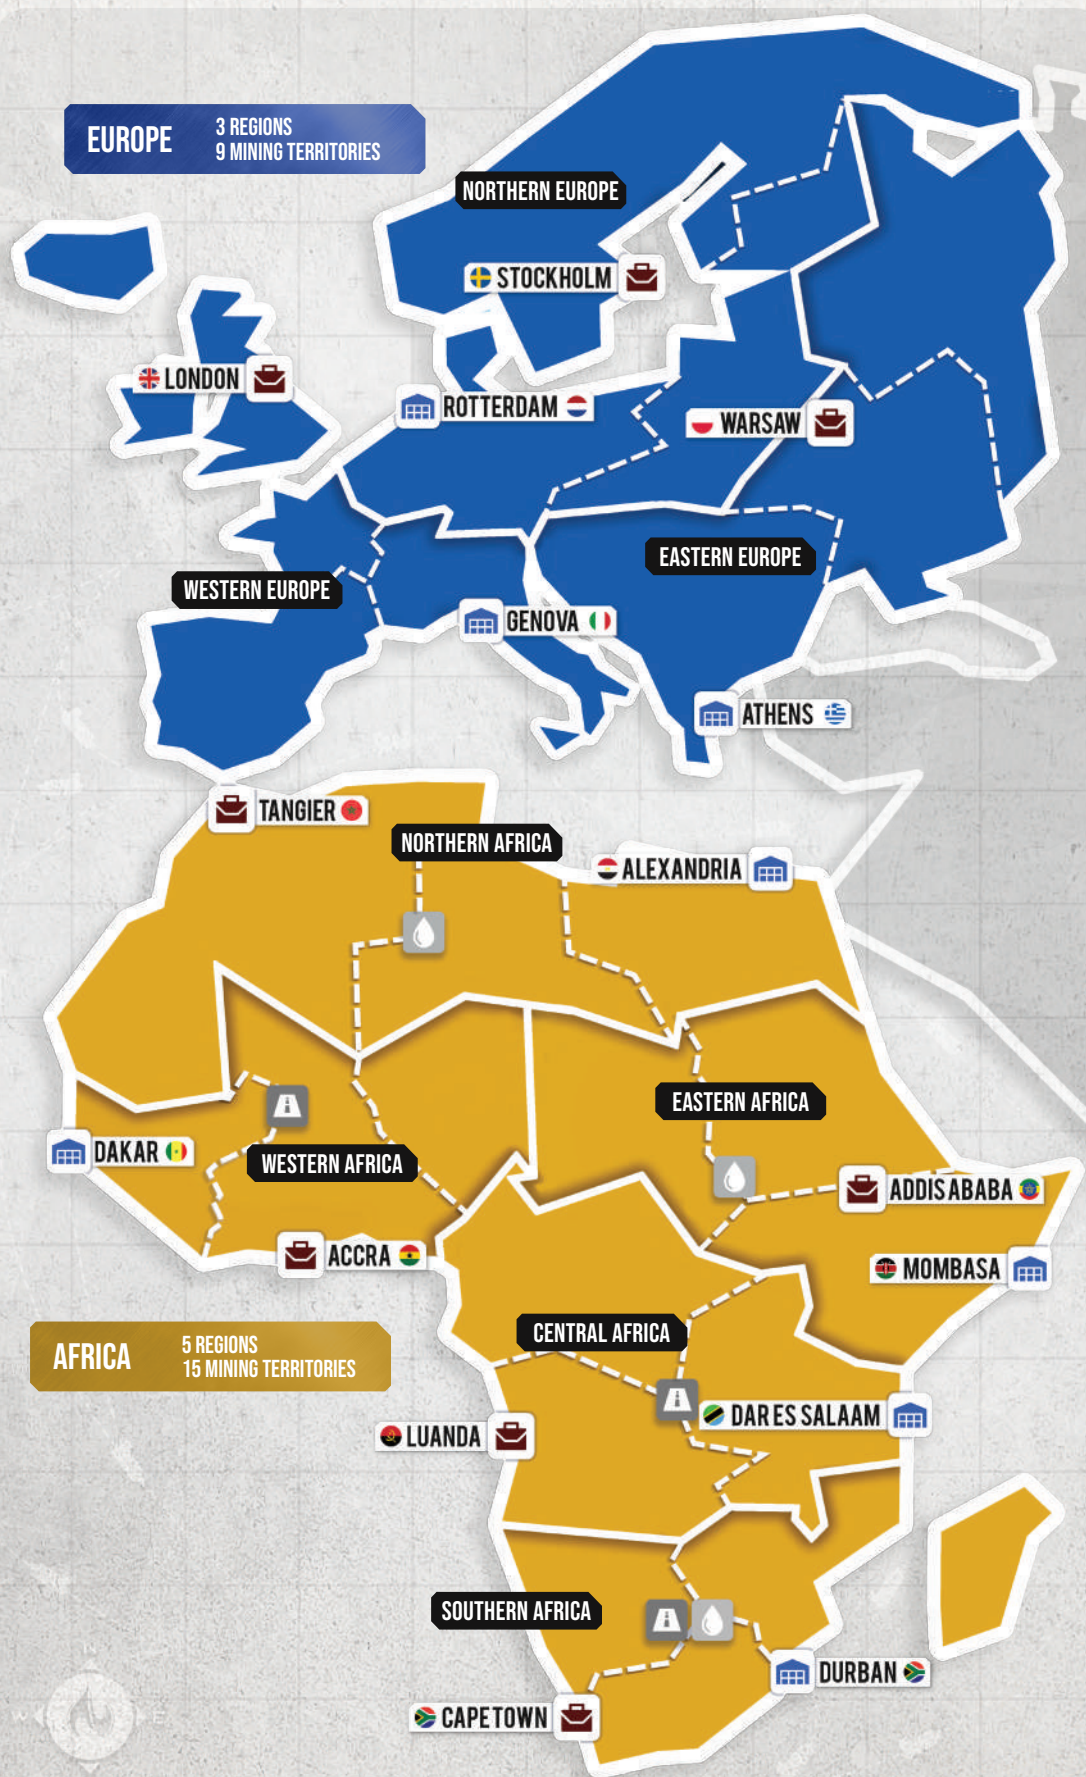 EUROPE
3 REGIONS
9 MINING TERRITORIES
NORTHERN EUROPE
STOCKHOLM
LONDON
ROTTERDAM
WARSAW
EASTERN EUROPE
WESTERN EUROPE
GENOVA
ATHENS
TANGIER
NORTHERN AFRICA
ALEXANDRIA
EASTERN AFRICA
DAKAR
WESTERN AFRICA
ADDIS ABABA
ACCRA
MOMBASA
CENTRAL AFRICA
AFRICA
5 REGIONS
15 MINING TERRITORIES
DAR ES SALAAM
LUANDA
SOUTHERN AFRICA
DURBAN
CAPETOWN